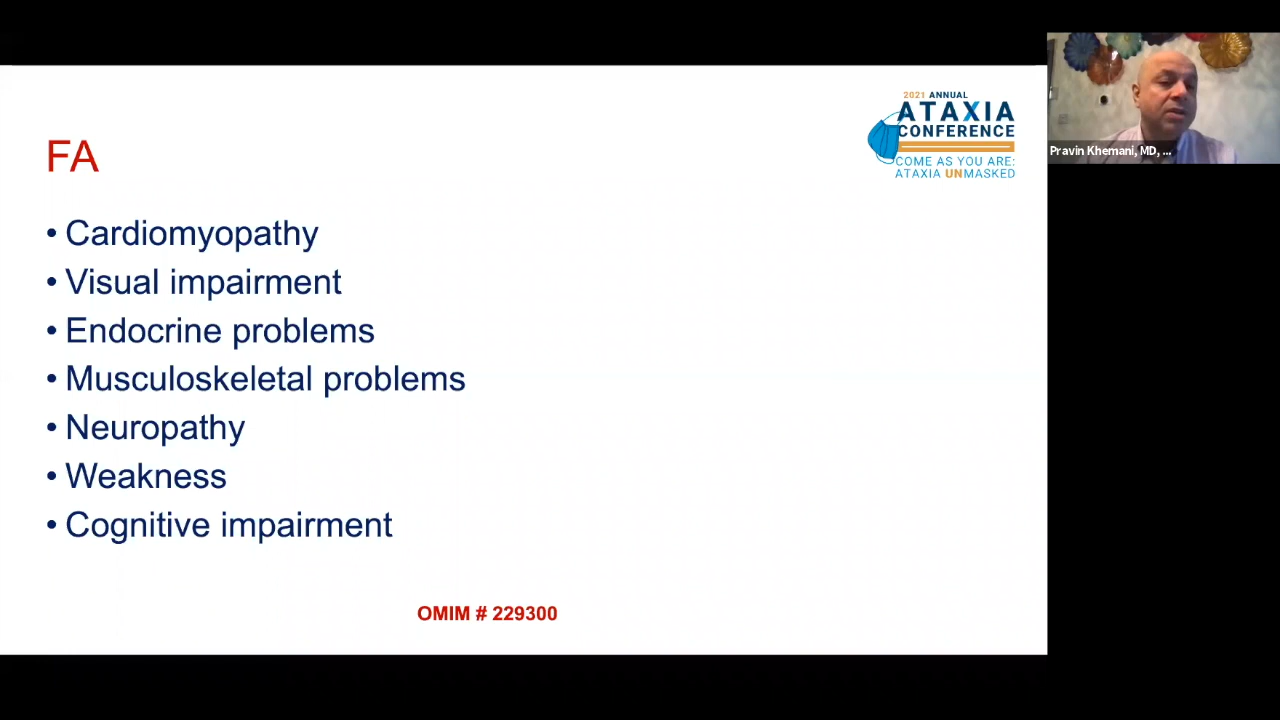 2021 ANNUAL
ATAXIA
CONFERENCE
COME AS YOU ARE:
ATAXIA UNMASKED
Pravin Khemani, MD, ...
FA
• Cardiomyopathy
• Visual impairment
• Endocrine problems
• Musculoskeletal problems
• Neuropathy
• Weakness
• Cognitive impairment
OMIM # 229300